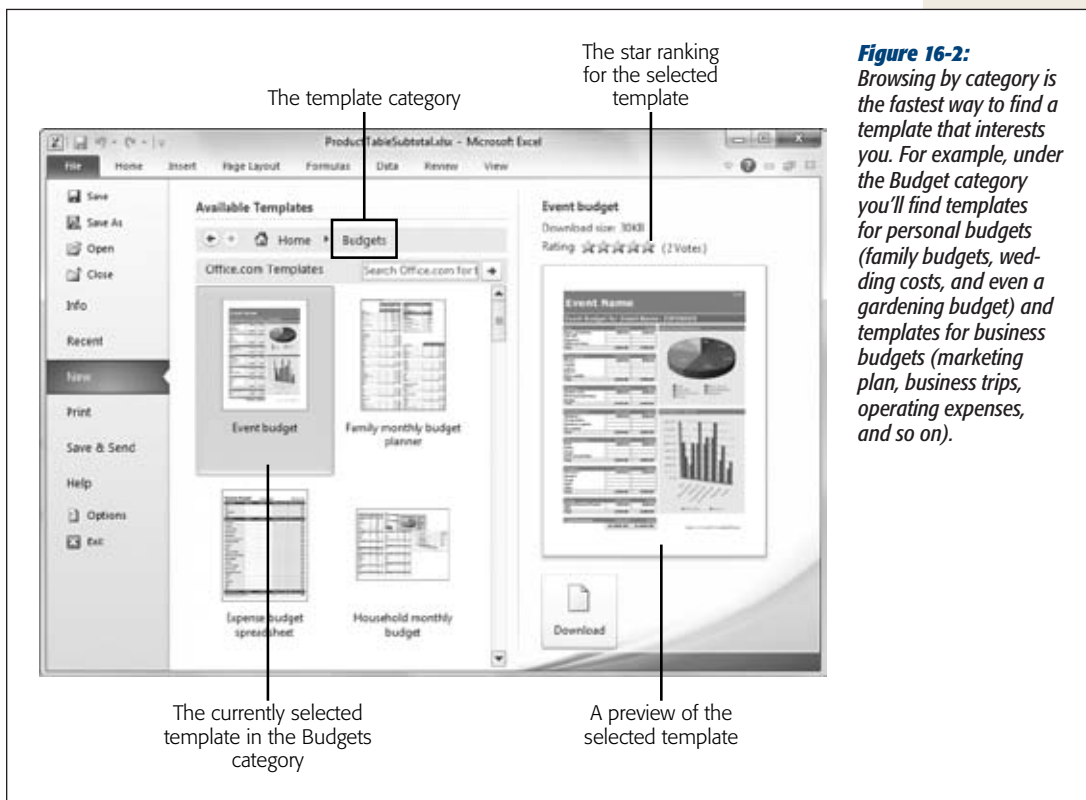 The star ranking
for the selected
template
The template category
ProductTableSubtotal.xlsx - Microsoft Excel
File Home Insert Page Layout Formulas Data Review View
Save
Save As
Open
Close
Info
Recent
New
Print
Save & Send
Help
Options
Exit
Available Templates
Home Budgets
Office.com Templates
Search Office.com for t
Event budget
Family monthly budget
planner
Expense budget
spreadsheet
Household monthly
budget
Event budget
Download size: 30KB
Rating: (2 Votes)
Event Name
Download
The currently selected
template in the Budgets
category
A preview of the
selected template
Figure 16-2:
Browsing by category is
the fastest way to find a
template that interests
you. For example, under
the Budget category
you'll find templates
for personal budgets
(family budgets, wed-
ding costs, and even a
gardening budget) and
templates for business
budgets (marketing
plan, business trips,
operating expenses,
and so on).